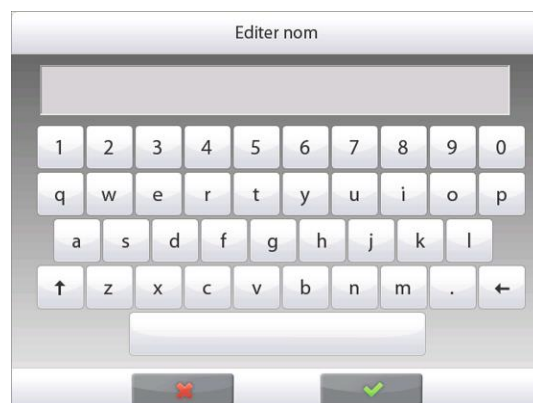 Editer nom
1 2 3 4 5 6 7 8 9 0
q w e r t y u i o p
a s d f g h j k l
↑ z x c v b n m . ←